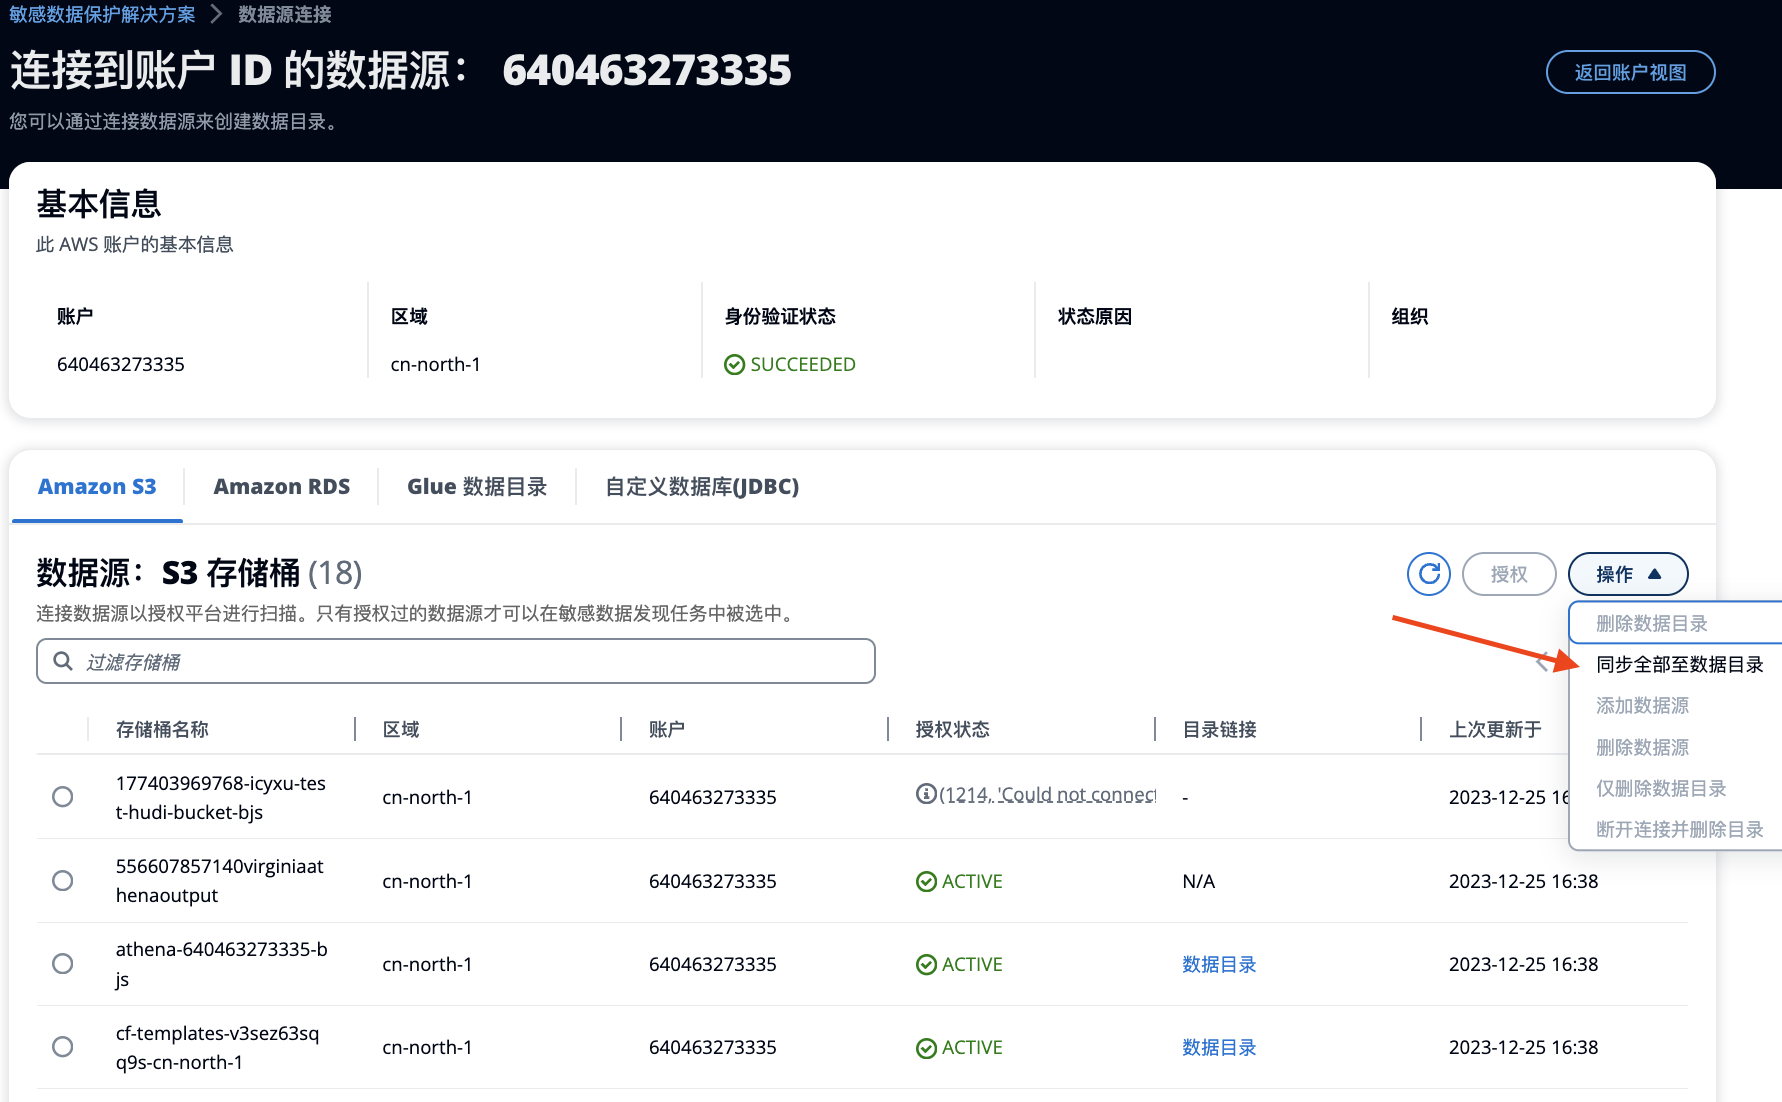 敏感数据保护解决方案 > 数据源连接
连接到账户 ID 的数据源： 640463273335
返回账户视图
您可以通过连接数据源来创建数据目录。
基本信息
此 AWS 账户的基本信息
账户 区域 身份验证状态 状态原因 组织
640463273335 cn-north-1 SUCCEEDED
Amazon S3 Amazon RDS Glue 数据目录 自定义数据库(JDBC)
数据源：S3 存储桶 (18)
授权 操作
连接数据源以授权平台进行扫描。只有授权过的数据源才可以在敏感数据发现任务中被选中。
删除数据目录
过滤存储桶
同步全部至数据目录
添加数据源
删除数据源
仅删除数据目录
断开连接并删除目录
存储桶名称 区域 账户 授权状态 目录链接 上次更新于
177403969768-icyxu-tes
t-hudi-bucket-bjs
cn-north-1 640463273335 (1214, 'Could not connect - 2023-12-25 16
556607857140virginiaat
henaoutput
cn-north-1 640463273335 ACTIVE N/A 2023-12-25 16:38
athena-640463273335-b
js
cn-north-1 640463273335 ACTIVE 数据目录 2023-12-25 16:38
cf-templates-v3sez63sq
q9s-cn-north-1
cn-north-1 640463273335 ACTIVE 数据目录 2023-12-25 16:38